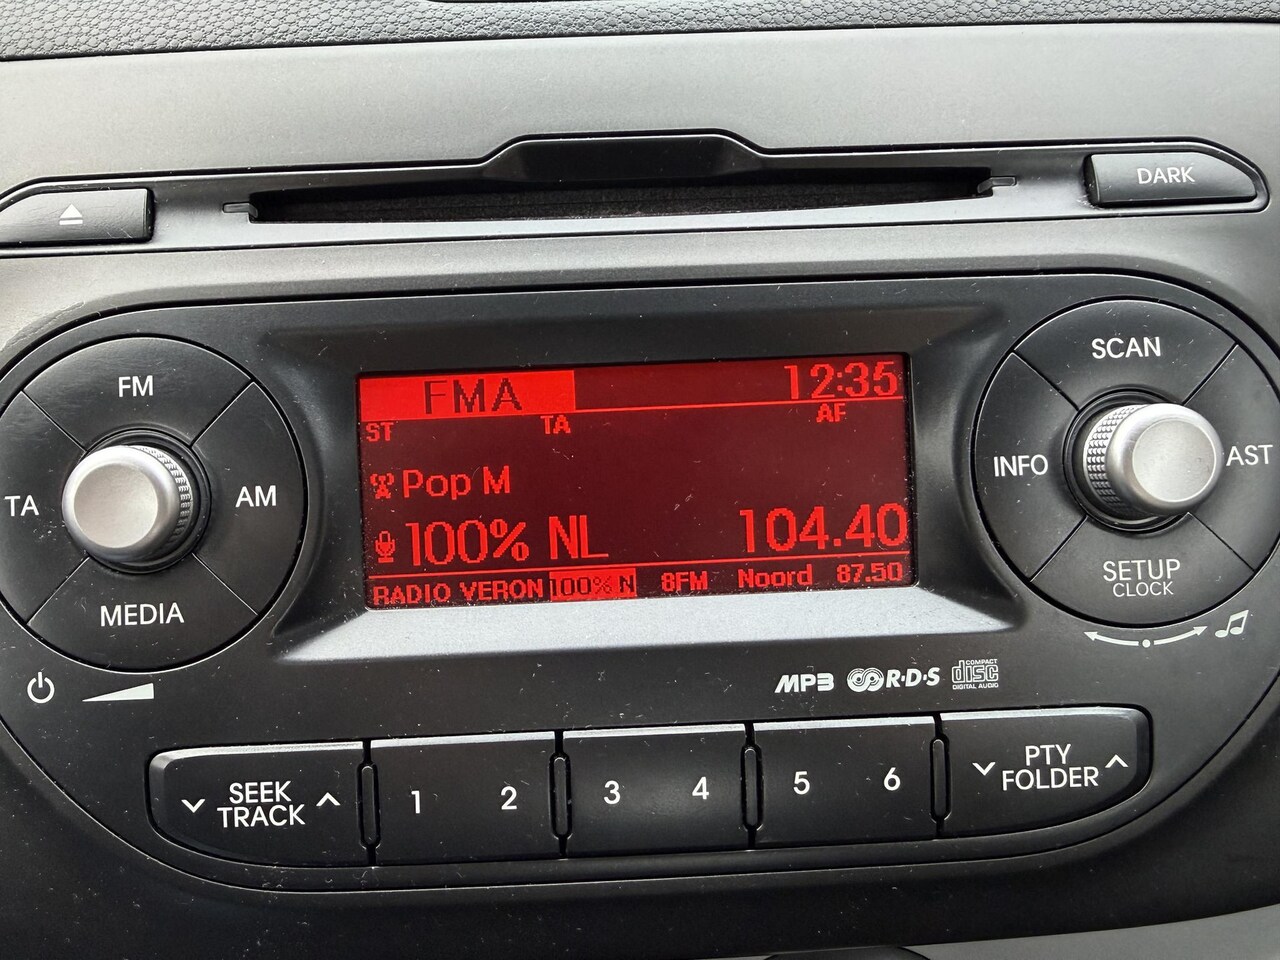 DARK
FM
TA
AM
MEDIA
FMA 12:35
ST TA AF
Pop M
100% NL 104.40
RADIO VERON 100% N 8FM Noord 87.50
SCAN
INFO
AST
SETUP
CLOCK
MP3 R·D·S COMPACT
disc
DIGITAL AUDIO
SEEK
TRACK
1 2 3 4 5 6
PTY
FOLDER